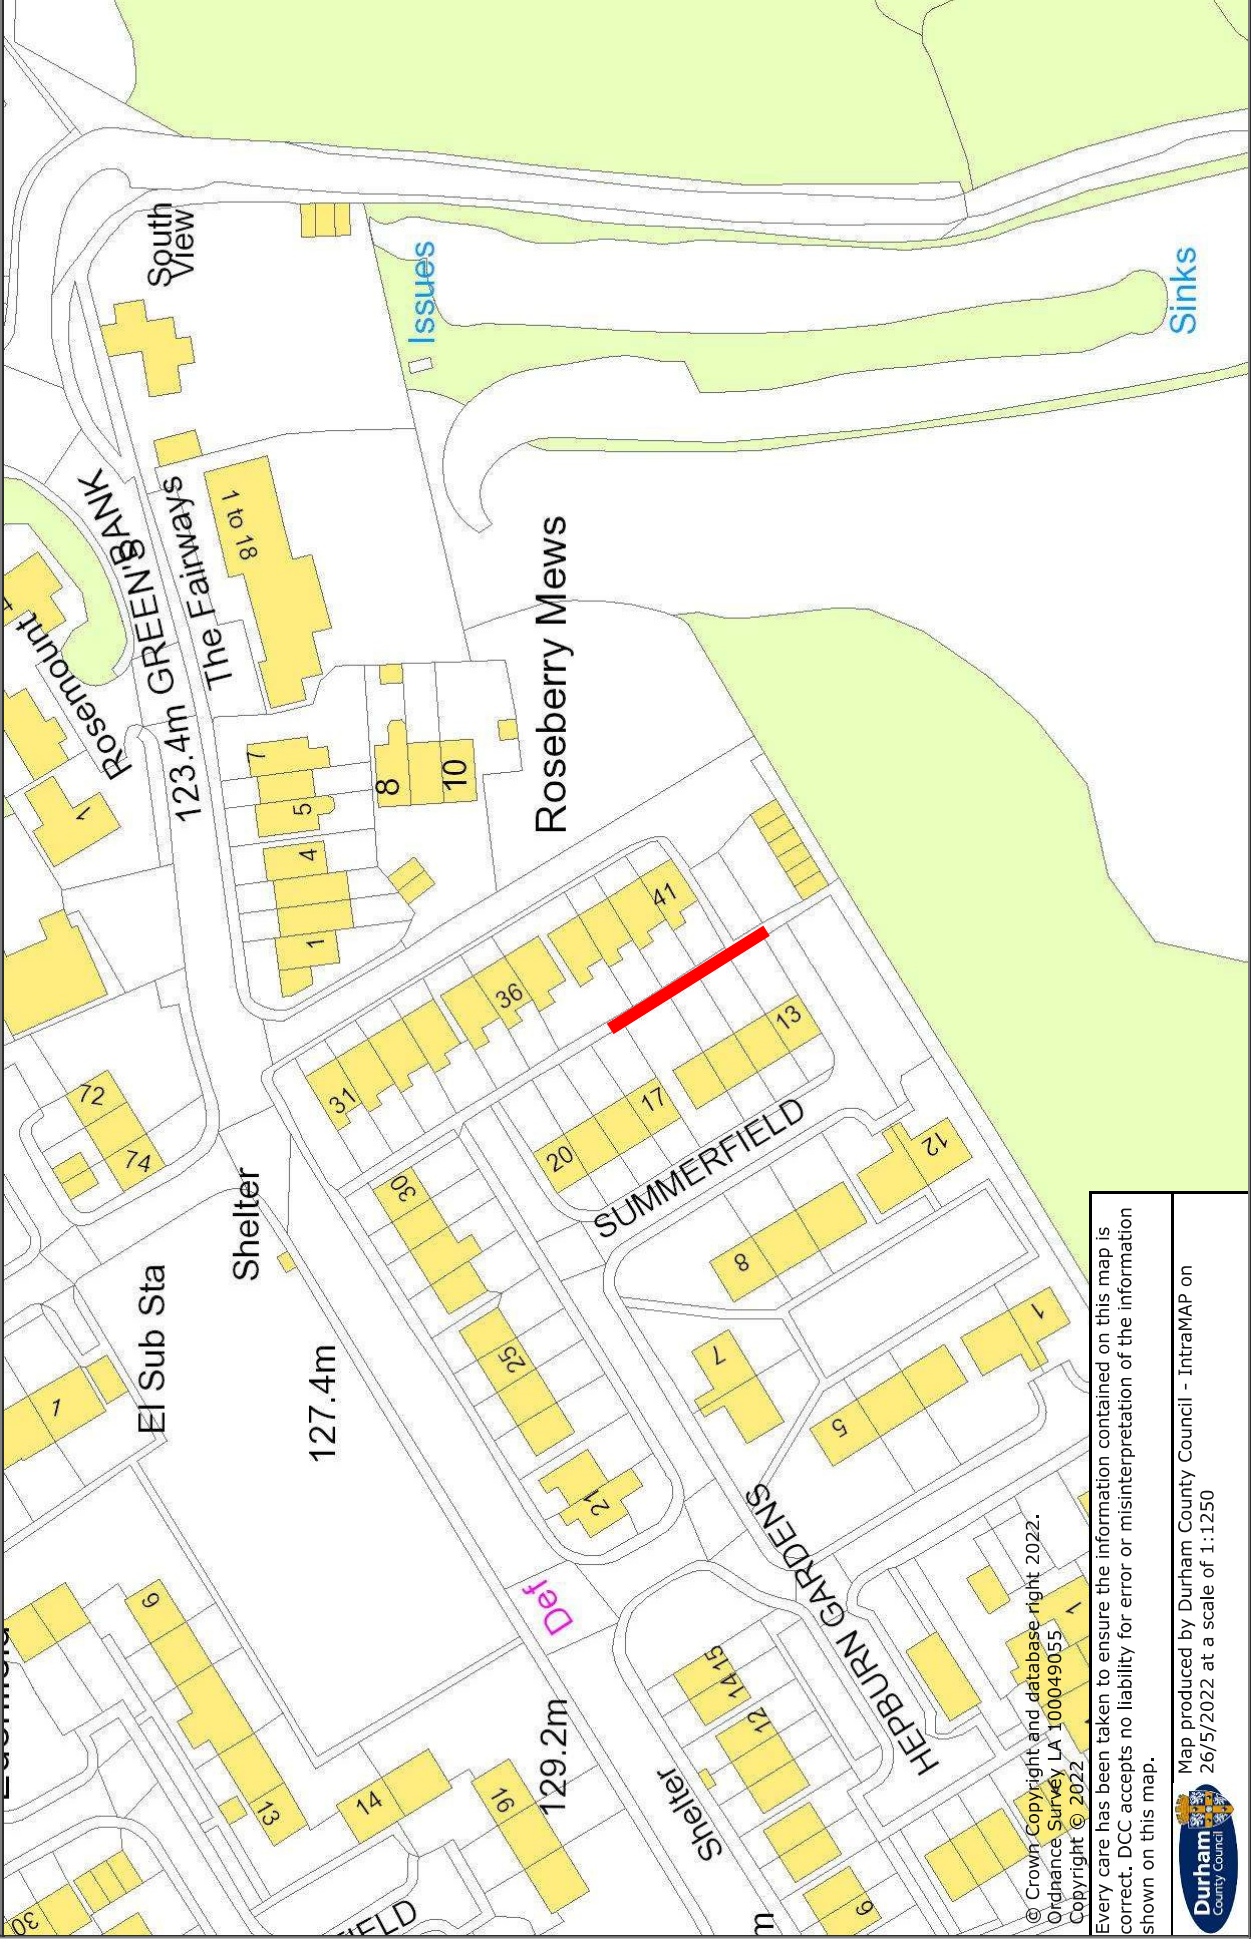 South
View
Issues
Sinks
GREEN'S BANK
The Fairways
1 to 18
Rosemount
1
123.4m
7
5
4
1
8
10
Roseberry Mews
41
36
31
72
74
Shelter
El Sub Sta
1
127.4m
30
25
21
20
17
13
SUMMERFIELD
12
8
7
5
1
HEPBURN GARDENS
Def
6
13
14
16
129.2m
Shelter
14 15
12
9
1
30
IELD
m
© Crown Copyright and database right 2022.
Ordnance Survey LA 100049055
Copyright © 2022
Every care has been taken to ensure the information contained on this map is
correct. DCC accepts no liability for error or misinterpretation of the information
shown on this map.
Durham
County Council
Map produced by Durham County Council - IntraMAP on
26/5/2022 at a scale of 1:1250